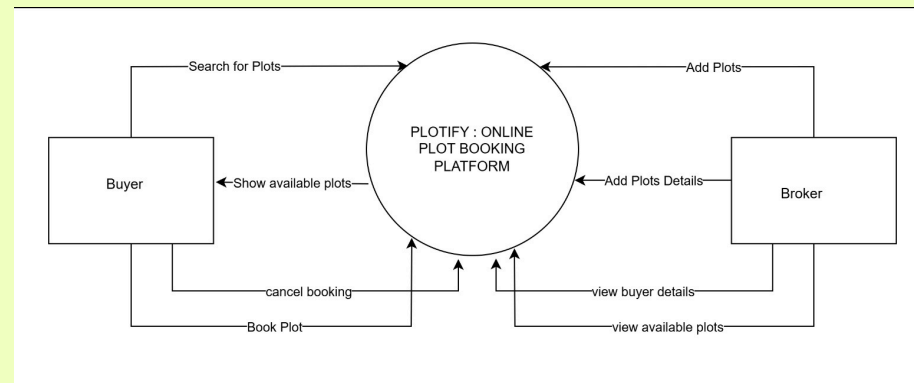 Search for Plots
Add Plots
PLOTIFY : ONLINE
PLOT BOOKING
PLATFORM
Buyer
Show available plots
Add Plots Details
Broker
cancel booking
view buyer details
Book Plot
view available plots